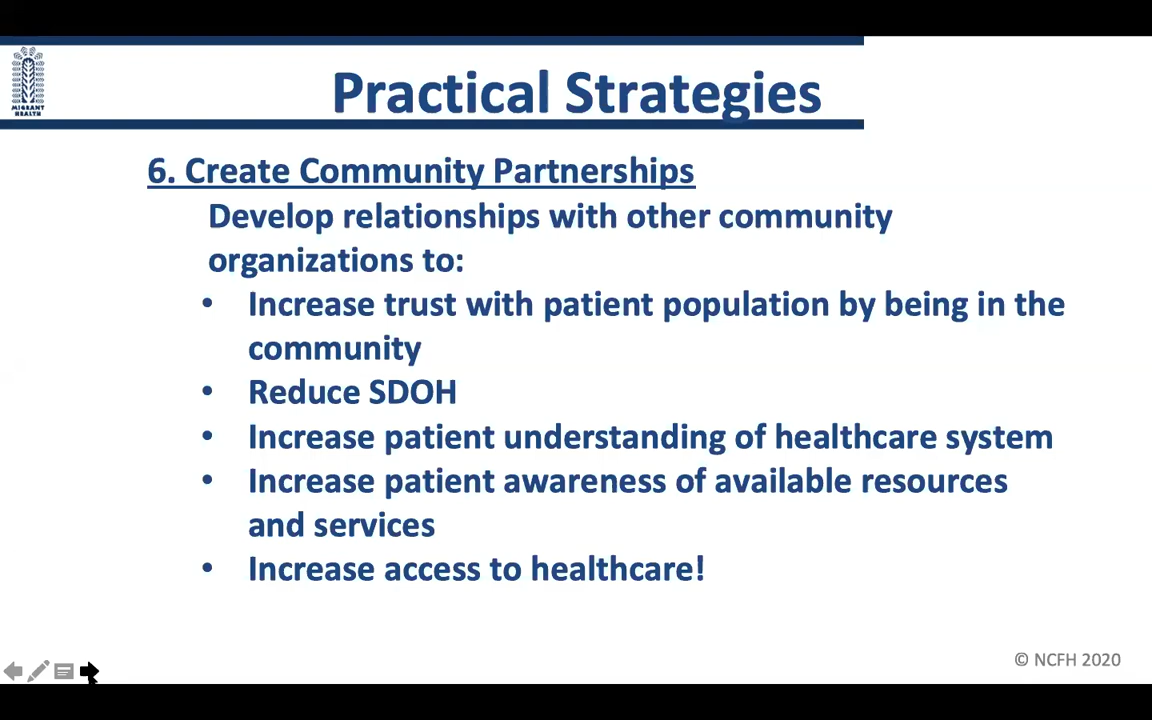 MIGRANT
HEALTH
Practical Strategies
6. Create Community Partnerships
Develop relationships with other community
organizations to:
• Increase trust with patient population by being in the
community
• Reduce SDOH
• Increase patient understanding of healthcare system
• Increase patient awareness of available resources
and services
• Increase access to healthcare!
© NCFH 2020